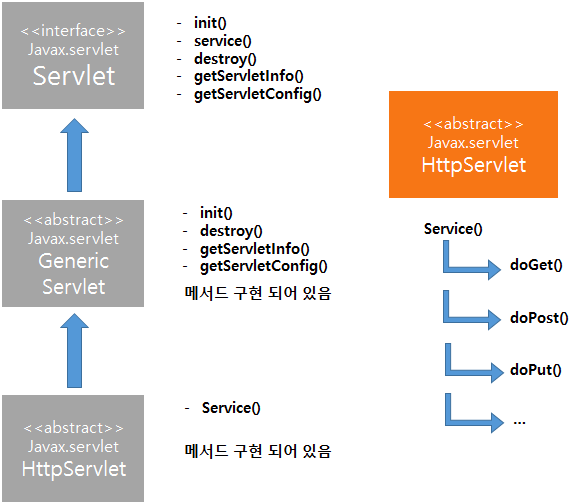 <<interface>>
Javax.servlet
Servlet
- init()
- service()
- destroy()
- getServletInfo()
- getServletConfig()
<<abstract>>
Javax.servlet
HttpServlet
<<abstract>>
Javax.servlet
Generic
Servlet
- init()
- destroy()
- getServletInfo()
- getServletConfig()
메서드 구현 되어 있음
Service()
doGet()
doPost()
doPut()
...
<<abstract>>
Javax.servlet
HttpServlet
- Service()
메서드 구현 되어 있음